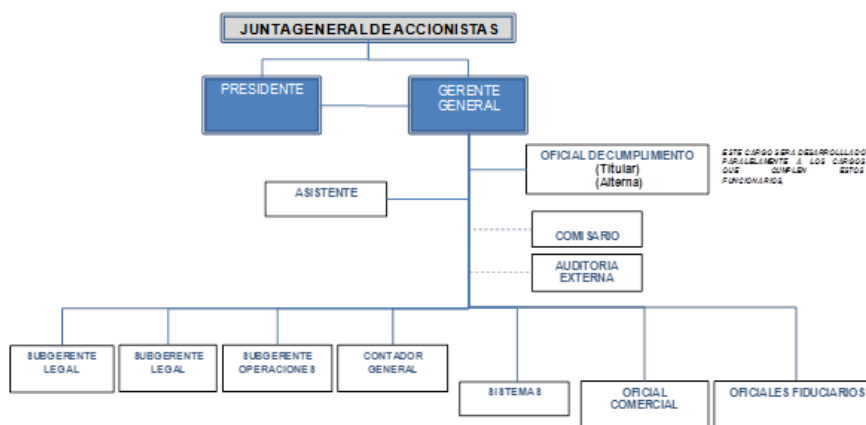 JUNTAGENERALDEACCIONISTAS
PRESIDENTE
GERENTE
GENERAL
OFICIAL DE CUMPLIMIENTO
(Titular)
(Alterna)
ESTE CARGO SERA DESARROLLLADO
PARALELAMENTE A LOS CARGOS
QUE CUMPLEN ESTOS
FUNCIONARIOS,
ASISTENTE
COMISARIO
AUDITORIA
EXTERNA
SUBGERENTE
LEGAL
SUBGERENTE
LEGAL
SUBGERENTE
OPERACIONES
CONTADOR
GENERAL
SISTEMAS
OFICIAL
COMERCIAL
OFICIALES FIDUCIARIOS